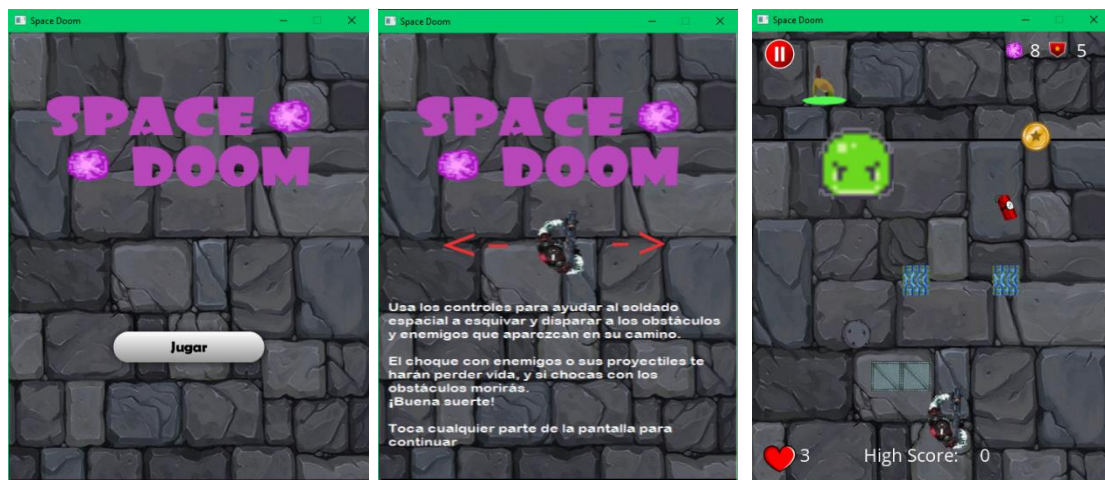 Space Doom
SPACE
DOOM
Jugar
Space Doom
SPACE
DOOM
Usa los controles para ayudar al soldado
espacial a esquivar y disparar a los obstáculos
y enemigos que aparezcan en su camino.
El choque con enemigos o sus proyectiles te
harán perder vida, y si chocas con los
obstáculos morirás.
¡Buena suerte!
Toca cualquier parte de la pantalla para
continuar
Space Doom
8 5
3 High Score: 0